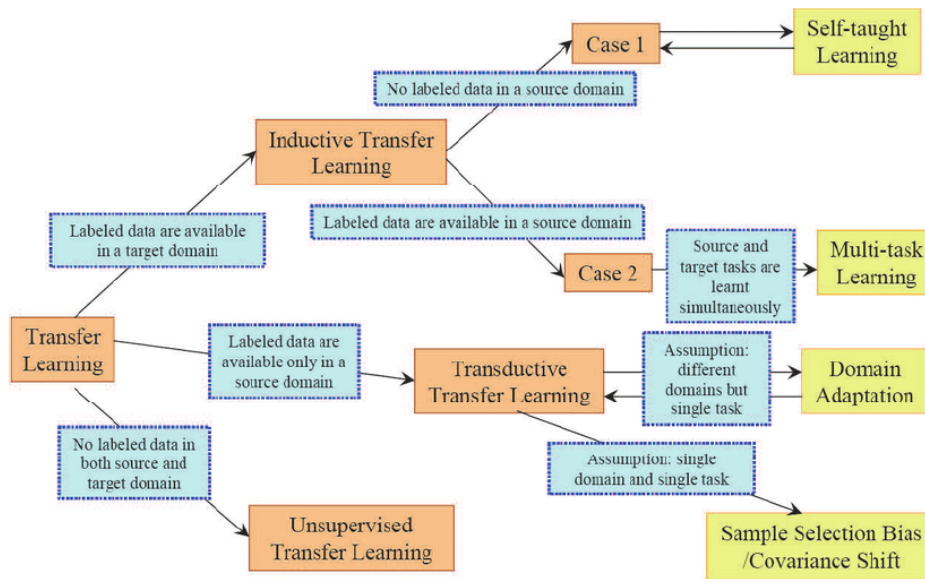 Self-taught
Learning
Case 1
No labeled data in a source domain
Inductive Transfer
Learning
Labeled data are available
in a target domain
Labeled data are available in a source domain
Case 2
Source and
target tasks are
learnt
simultaneously
Multi-task
Learning
Transfer
Learning
Labeled data are
available only in a
source domain
Transductive
Transfer Learning
Assumption:
different
domains but
single task
Domain
Adaptation
No labeled data in
both source and
target domain
Assumption: single
domain and single task
Unsupervised
Transfer Learning
Sample Selection Bias
/Covariance Shift